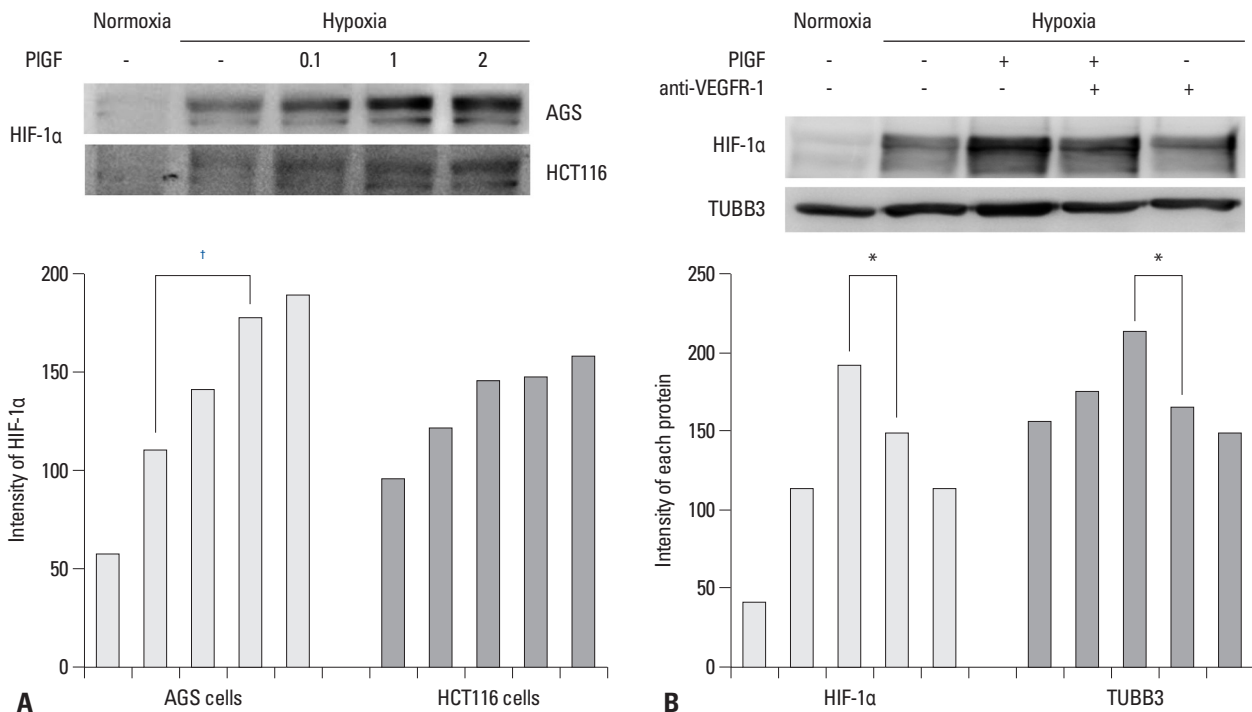 Normoxia Hypoxia
PlGF - - 0.1 1 2
HIF-1α
AGS
HCT116
†
200
150
100
50
0
Intensity of HIF-1α
AGS cells HCT116 cells
A
Normoxia Hypoxia
PlGF - - + + -
anti-VEGFR-1 - - - + +
HIF-1α
TUBB3
* *
250
200
150
100
50
0
Intensity of each protein
HIF-1α TUBB3
B